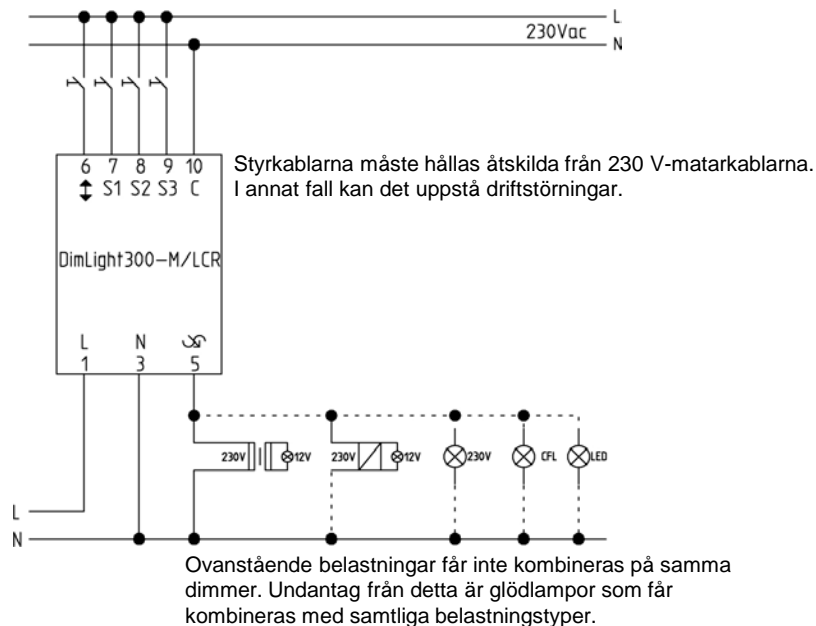 L
230Vac
N
6 7 8 9 10
S1 S2 S3 C
Styrkablarna måste hållas åtskilda från 230 V-matarkablarna.
I annat fall kan det uppstå driftstörningar.
DimLight300-M/LCR
L N
1 3 5
230V 12V 230V 12V 230V CFL LED
L
N
Ovanstående belastningar får inte kombineras på samma
dimmer. Undantag från detta är glödlampor som får
kombineras med samtliga belastningstyper.